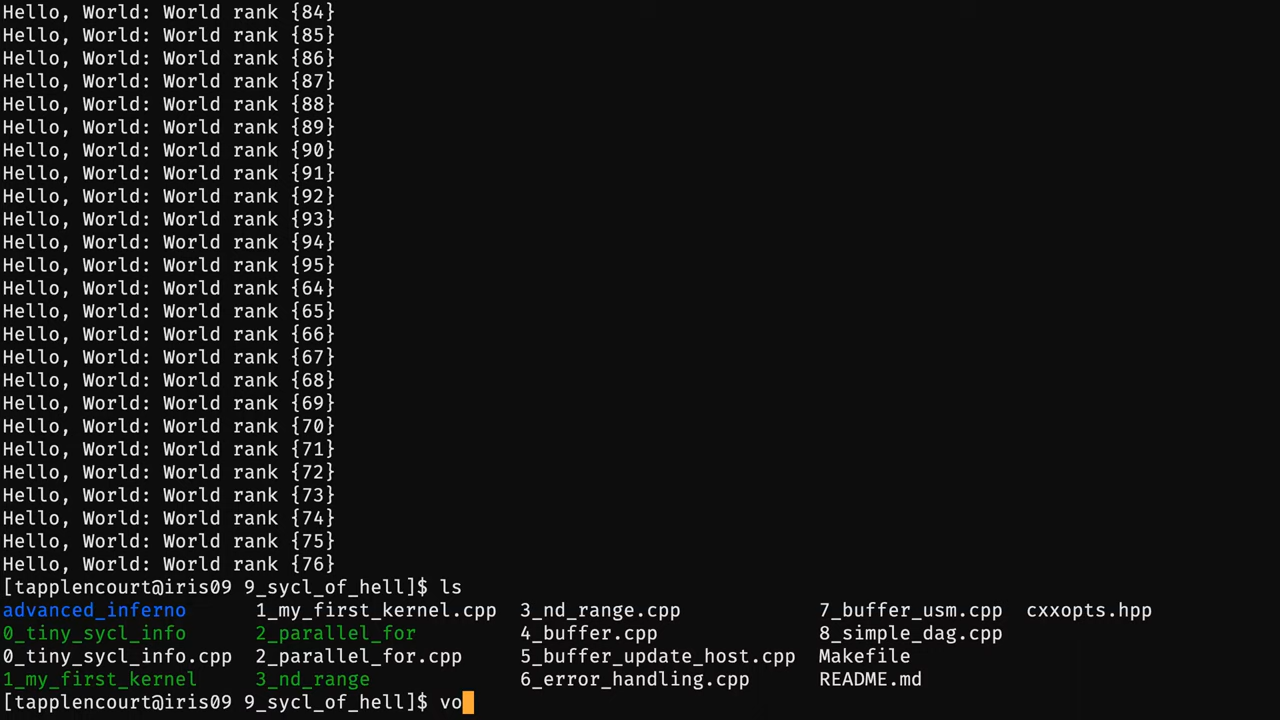 Hello, World: World rank {84}
Hello, World: World rank {85}
Hello, World: World rank {86}
Hello, World: World rank {87}
Hello, World: World rank {88}
Hello, World: World rank {89}
Hello, World: World rank {90}
Hello, World: World rank {91}
Hello, World: World rank {92}
Hello, World: World rank {93}
Hello, World: World rank {94}
Hello, World: World rank {95}
Hello, World: World rank {64}
Hello, World: World rank {65}
Hello, World: World rank {66}
Hello, World: World rank {67}
Hello, World: World rank {68}
Hello, World: World rank {69}
Hello, World: World rank {70}
Hello, World: World rank {71}
Hello, World: World rank {72}
Hello, World: World rank {73}
Hello, World: World rank {74}
Hello, World: World rank {75}
Hello, World: World rank {76}
[tapplencourt@iris09 9_sycl_of_hell]$ ls
advanced_inferno 1_my_first_kernel.cpp 3_nd_range.cpp 7_buffer_usm.cpp cxxopts.hpp
0_tiny_sycl_info 2_parallel_for 4_buffer.cpp 8_simple_dag.cpp
0_tiny_sycl_info.cpp 2_parallel_for.cpp 5_buffer_update_host.cpp Makefile
1_my_first_kernel 3_nd_range 6_error_handling.cpp README.md
[tapplencourt@iris09 9_sycl_of_hell]$ vo